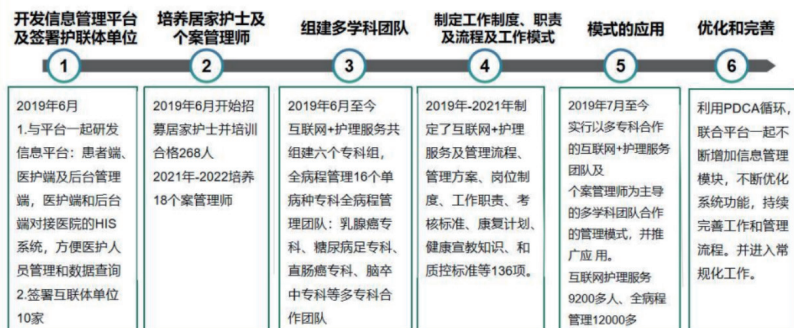 开发信息管理平台
及签署护联体单位
培养居家护士及
个案管理师
组建多学科团队
制定工作制度、职责
及流程及工作模式
模式的应用
优化和完善
1
2
3
4
5
6
2019年6月
1.与平台一起研发
信息平台：患者端、
医护端及后台管理
端，医护端和后台
端对接医院的HIS
系统，方便医护人
员管理和数据查询
2.签署互联体单位
10家
2019年6月开始招
募居家护士并培训
合格268人
2021年-2022培养
18个案管理师
2019年6月至今
互联网+护理服务共
组建六个专科组，
全病程管理16个单
病种专科全病程管
理团队：乳腺癌专
科、糖尿病足专科、
直肠癌专科、脑卒
中专科等多专科合
作团队
2019年-2021年制
定了互联网+护理
服务及管理流程、
管理方案、岗位制
度、工作职责、考
核标准、康复计划、
健康宣教知识、和
质控标准等136项。
2019年7月至今
实行以多专科合作
的互联网+护理服务
团队及
个案管理师为主导
的多学科团队合作
的管理模式，并推
广应 用。
互联网护理服务
9200多人、全病程
管理12000多
利用PDCA循环，
联合平台一起不
断增加信息管理
模块，不断优化
系统功能，持续
完善工作和管理
流程。并进入常
规化工作。